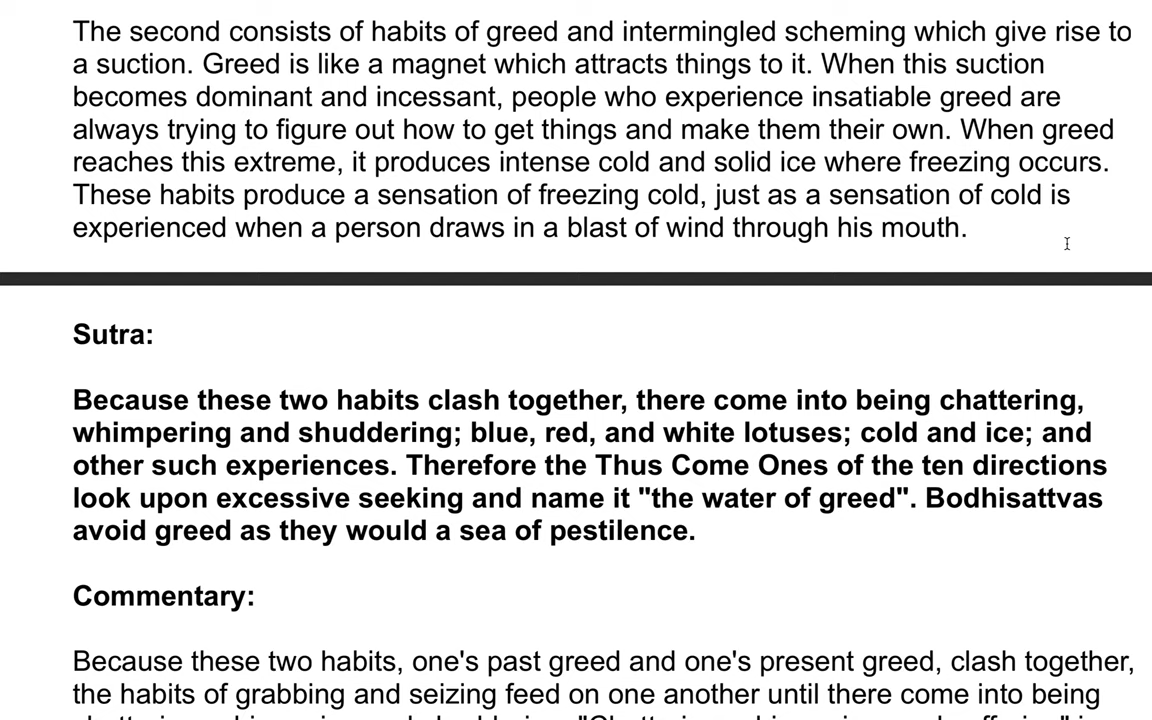 The second consists of habits of greed and intermingled scheming which give rise to
a suction. Greed is like a magnet which attracts things to it. When this suction
becomes dominant and incessant, people who experience insatiable greed are
always trying to figure out how to get things and make them their own. When greed
reaches this extreme, it produces intense cold and solid ice where freezing occurs.
These habits produce a sensation of freezing cold, just as a sensation of cold is
experienced when a person draws in a blast of wind through his mouth.
Sutra:
Because these two habits clash together, there come into being chattering,
whimpering and shuddering; blue, red, and white lotuses; cold and ice; and
other such experiences. Therefore the Thus Come Ones of the ten directions
look upon excessive seeking and name it "the water of greed". Bodhisattvas
avoid greed as they would a sea of pestilence.
Commentary:
Because these two habits, one's past greed and one's present greed, clash together,
the habits of grabbing and seizing feed on one another until there come into being